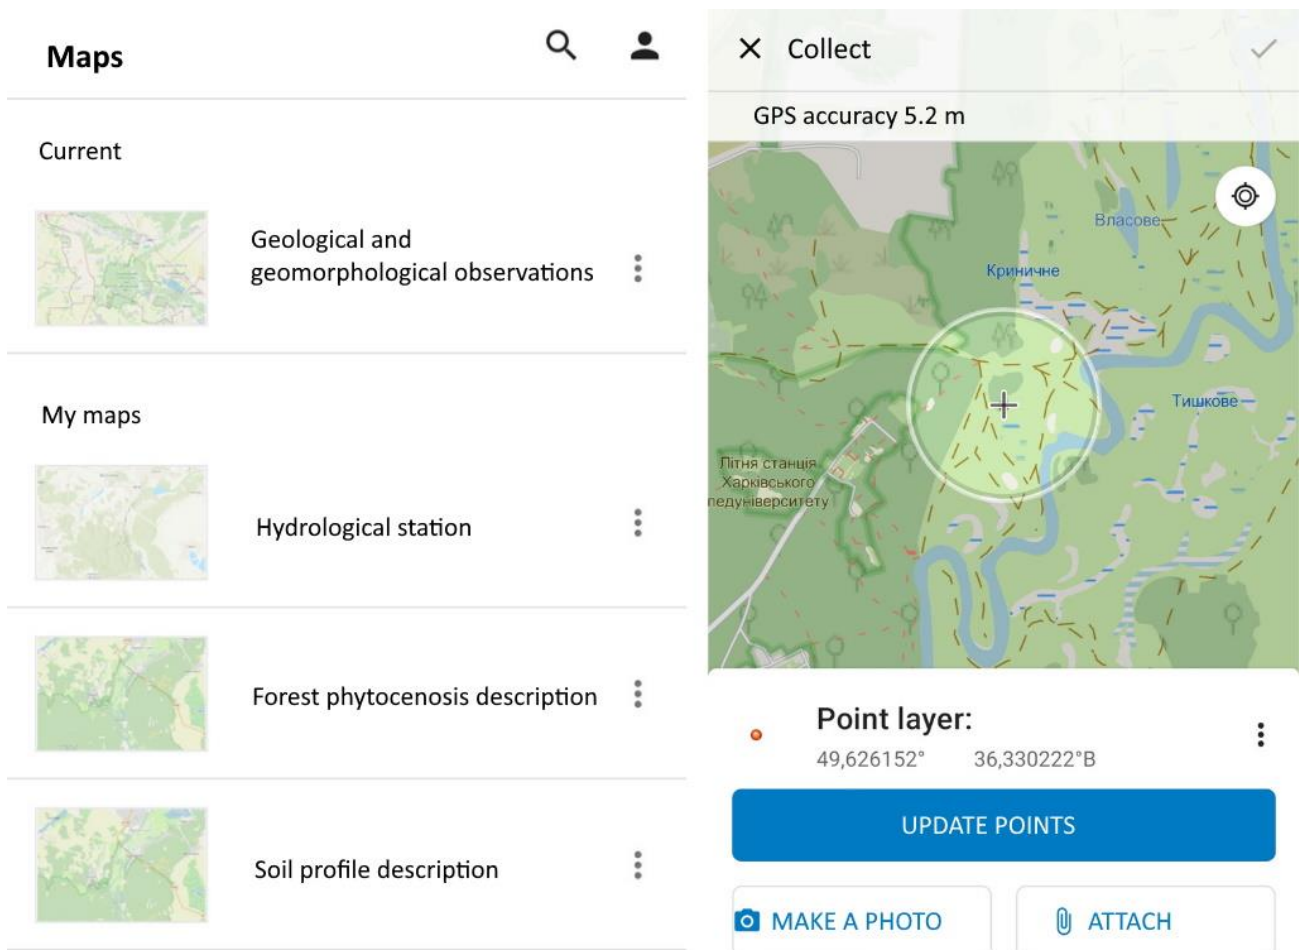 Maps
Current
Geological and
geomorphological observations
My maps
Hydrological station
Forest phytocenosis description
Soil profile description
Collect
GPS accuracy 5.2 m
Власове
Криничне
Тишкове
Літня станція
Харківського
педуніверситету
Point layer:
49,626152° 36,330222°B
UPDATE POINTS
MAKE A PHOTO
ATTACH